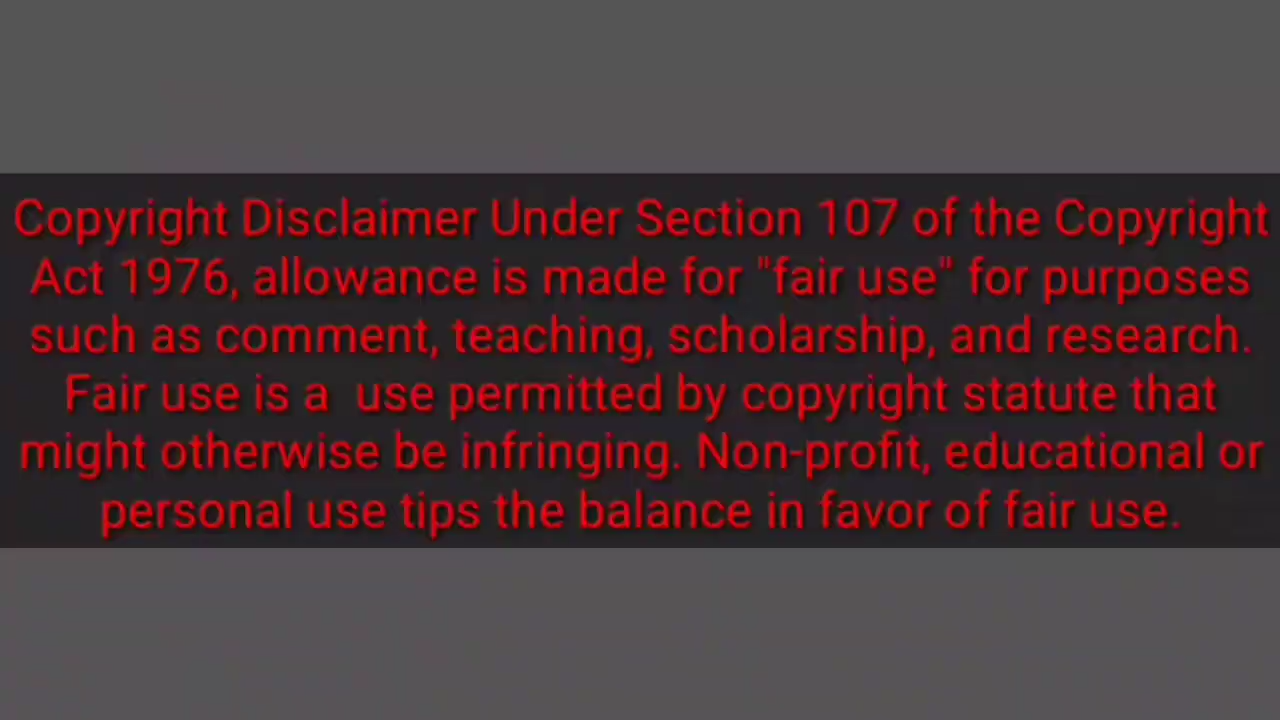 Copyright Disclaimer Under Section 107 of the Copyright
Act 1976, allowance is made for "fair use" for purposes
such as comment, teaching, scholarship, and research.
Fair use is a  use permitted by copyright statute that
might otherwise be infringing. Non-profit, educational or
personal use tips the balance in favor of fair use.